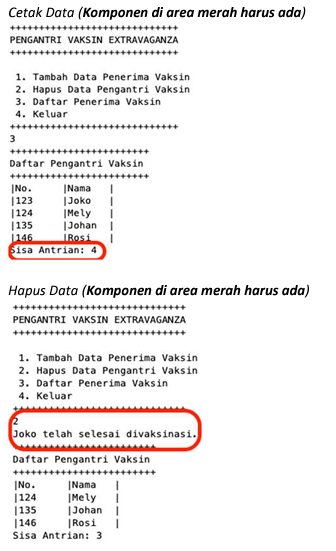 Cetak Data (Komponen di area merah harus ada)
++++++++++++++++++++++++++++++
PENGANTRI VAKSIN EXTRAVAGANZA
++++++++++++++++++++++++++++++
1. Tambah Data Penerima Vaksin
2. Hapus Data Pengantri Vaksin
3. Daftar Penerima Vaksin
4. Keluar
++++++++++++++++++++++++++++++
3
+++++++++++++++++++++++++
Daftar Pengantri Vaksin
+++++++++++++++++++++++++
|No. |Nama |
|123 |Joko |
|124 |Mely |
|135 |Johan |
|146 |Rosi |
Sisa Antrian: 4
Hapus Data (Komponen di area merah harus ada)
++++++++++++++++++++++++++++++
PENGANTRI VAKSIN EXTRAVAGANZA
++++++++++++++++++++++++++++++
1. Tambah Data Penerima Vaksin
2. Hapus Data Pengantri Vaksin
3. Daftar Penerima Vaksin
4. Keluar
++++++++++++++++++++++++++++++
2
Joko telah selesai divaksinasi.
+++++++++++++++++++++++++
Daftar Pengantri Vaksin
+++++++++++++++++++++++++
|No. |Nama |
|124 |Mely |
|135 |Johan |
|146 |Rosi |
Sisa Antrian: 3